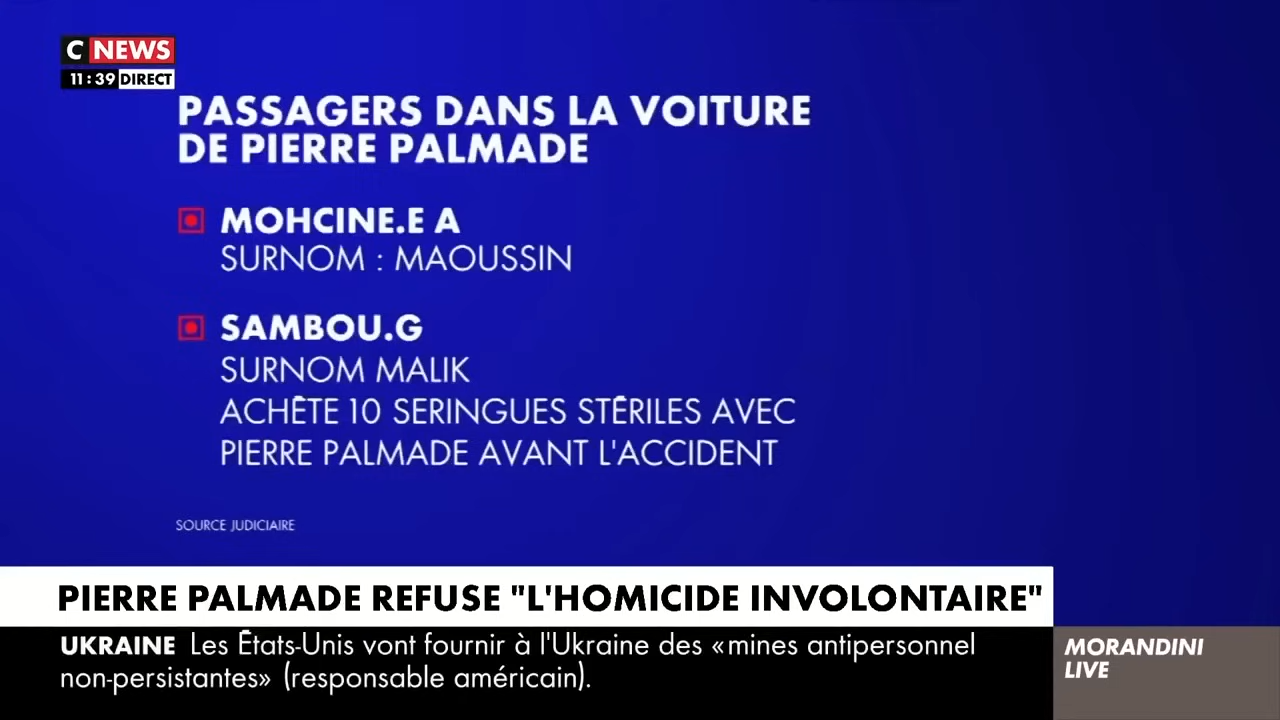 C NEWS
11:39 DIRECT
PASSAGERS DANS LA VOITURE
DE PIERRE PALMADE
MOHCINE.E A
SURNOM : MAOUSSIN
SAMBOU.G
SURNOM MALIK
ACHÊTE 10 SERINGUES STÉRILES AVEC
PIERRE PALMADE AVANT L'ACCIDENT
SOURCE JUDICIAIRE
PIERRE PALMADE REFUSE "L'HOMICIDE INVOLONTAIRE"
UKRAINE Les États-Unis vont fournir à l'Ukraine des «mines antipersonnel
non-persistantes» (responsable américain).
MORANDINI
LIVE